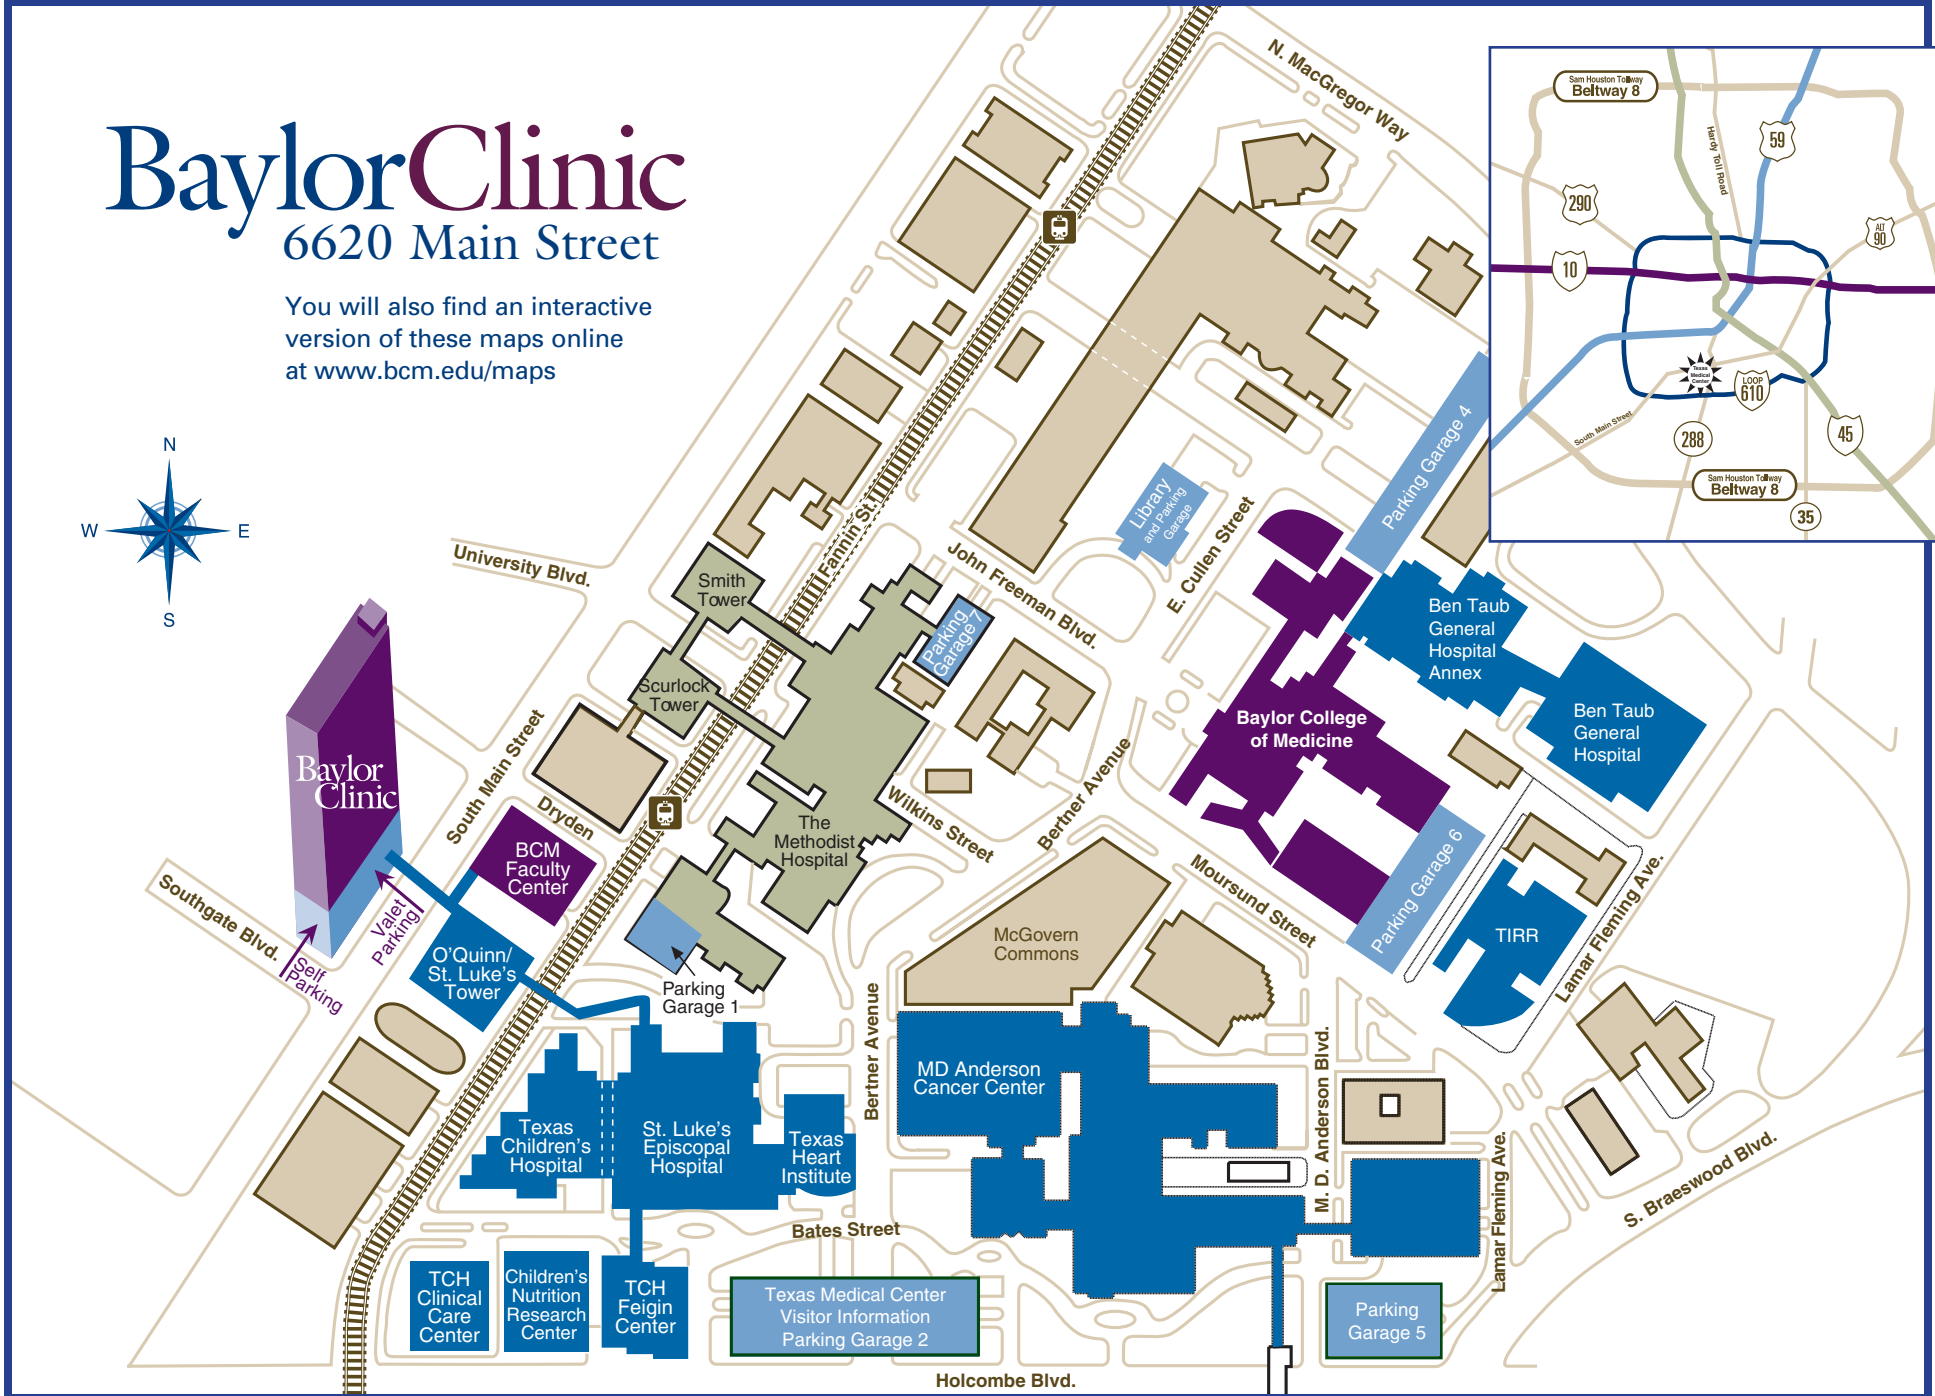 BaylorClinic
6620 Main Street
You will also find an interactive
version of these maps online
at www.bcm.edu/maps
N
W
E
S
N. MacGregor Way
Sam Houston Tollway
Beltway 8
Hardy Toll Road
59
290
ALT
90
10
Texas
Medical
Center
LOOP
610
South Main Street
288
45
Sam Houston Tollway
Beltway 8
35
Parking Garage 4
Library
and Parking
Garage
E. Cullen Street
Fannin St.
John Freeman Blvd.
University Blvd.
Smith
Tower
Parking
Garage 7
Scurlock
Tower
Ben Taub
General
Hospital
Annex
Ben Taub
General
Hospital
Baylor College
of Medicine
Baylor
Clinic
South Main Street
Dryden
Wilkins Street
Bertner Avenue
The
Methodist
Hospital
BCM
Faculty
Center
Moursund Street
Parking Garage 6
TIRR
Lamar Fleming Ave.
Southgate Blvd.
Valet
Parking
Self
Parking
O'Quinn/
St. Luke's
Tower
Parking
Garage 1
McGovern
Commons
Bertner Avenue
MD Anderson
Cancer Center
M. D. Anderson Blvd.
Texas
Children's
Hospital
St. Luke's
Episcopal
Hospital
Texas
Heart
Institute
Lamar Fleming Ave.
S. Braeswood Blvd.
Bates Street
TCH
Clinical
Care
Center
Children's
Nutrition
Research
Center
TCH
Feigin
Center
Texas Medical Center
Visitor Information
Parking Garage 2
Parking
Garage 5
Holcombe Blvd.